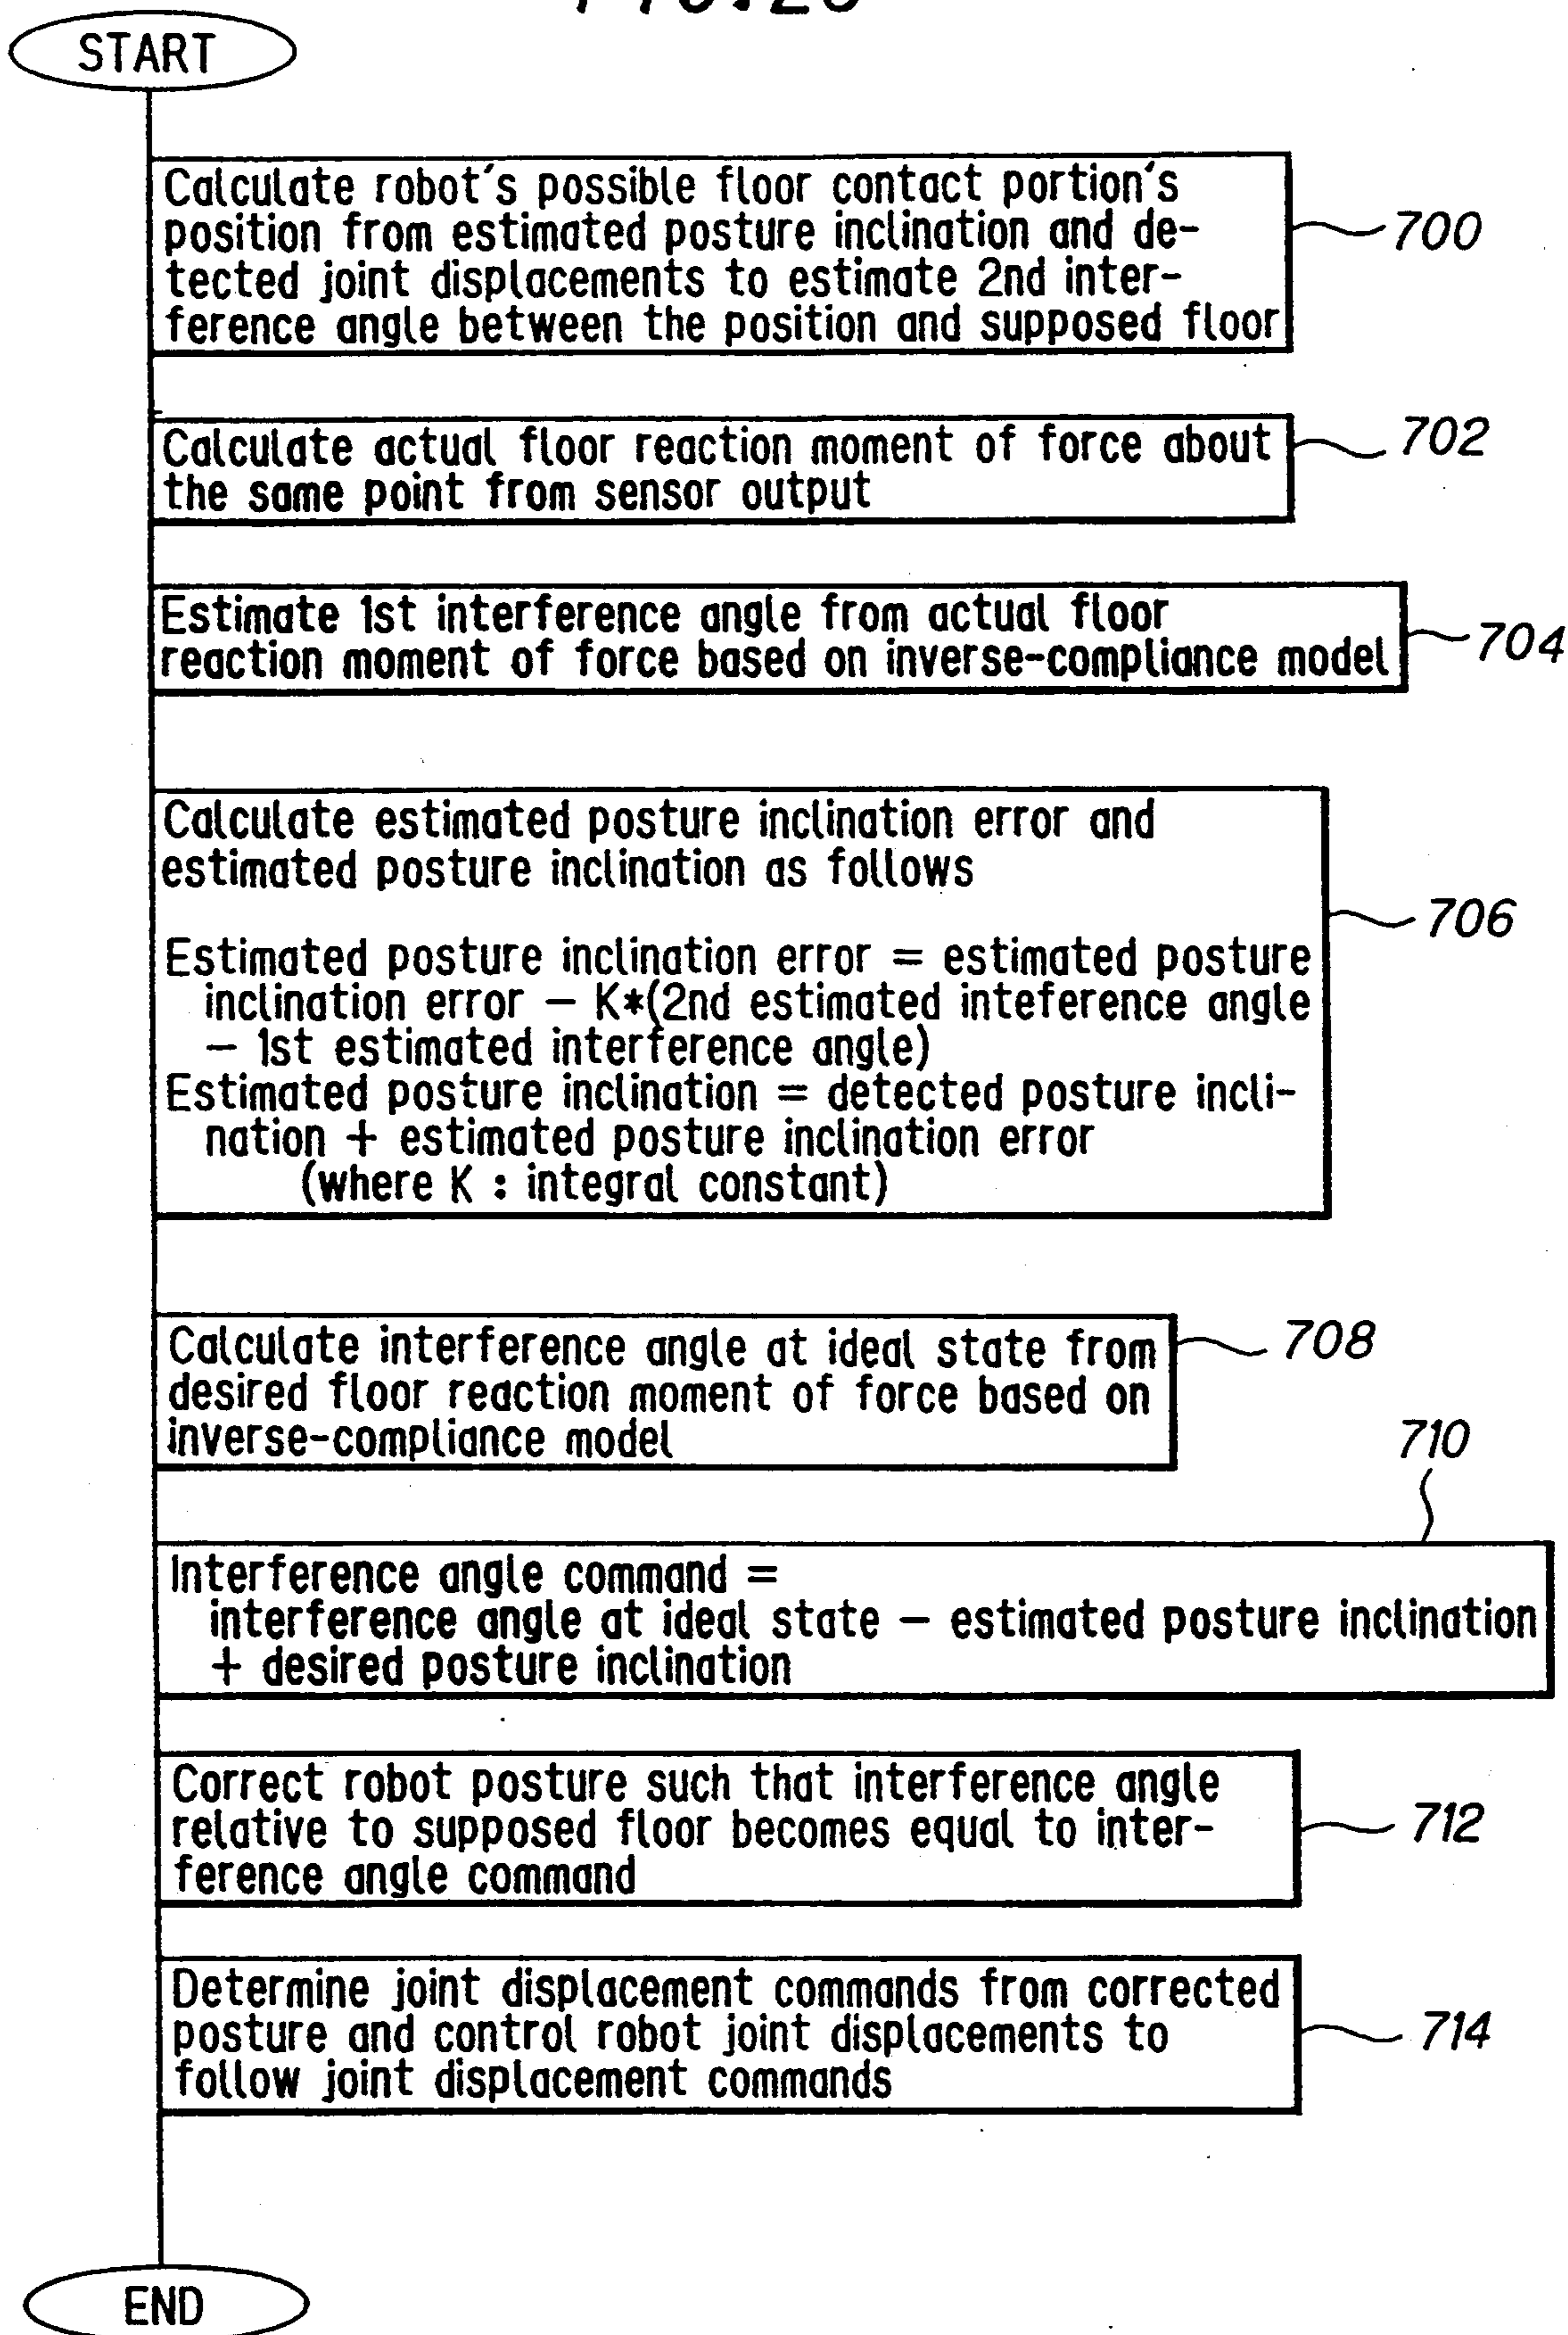 START
Calculate robot's possible floor contact portion's
position from estimated posture inclination and de-
tected joint displacements to estimate 2nd inter-
ference angle between the position and supposed floor
700
Calculate actual floor reaction moment of force about
the same point from sensor output
702
Estimate 1st interference angle from actual floor
reaction moment of force based on inverse-compliance model
704
Calculate estimated posture inclination error and
estimated posture inclination as follows
706
Estimated posture inclination error = estimated posture
inclination error - K*(2nd estimated inteference angle
- 1st estimated interference angle)
Estimated posture inclination = detected posture incli-
nation + estimated posture inclination error
(where K : integral constant)
Calculate interference angle at ideal state from
desired floor reaction moment of force based on
inverse-compliance model
708
710
Interference angle command =
interference angle at ideal state - estimated posture inclination
+ desired posture inclination
Correct robot posture such that interference angle
relative to supposed floor becomes equal to inter-
ference angle command
712
Determine joint displacement commands from corrected
posture and control robot joint displacements to
follow joint displacement commands
714
END